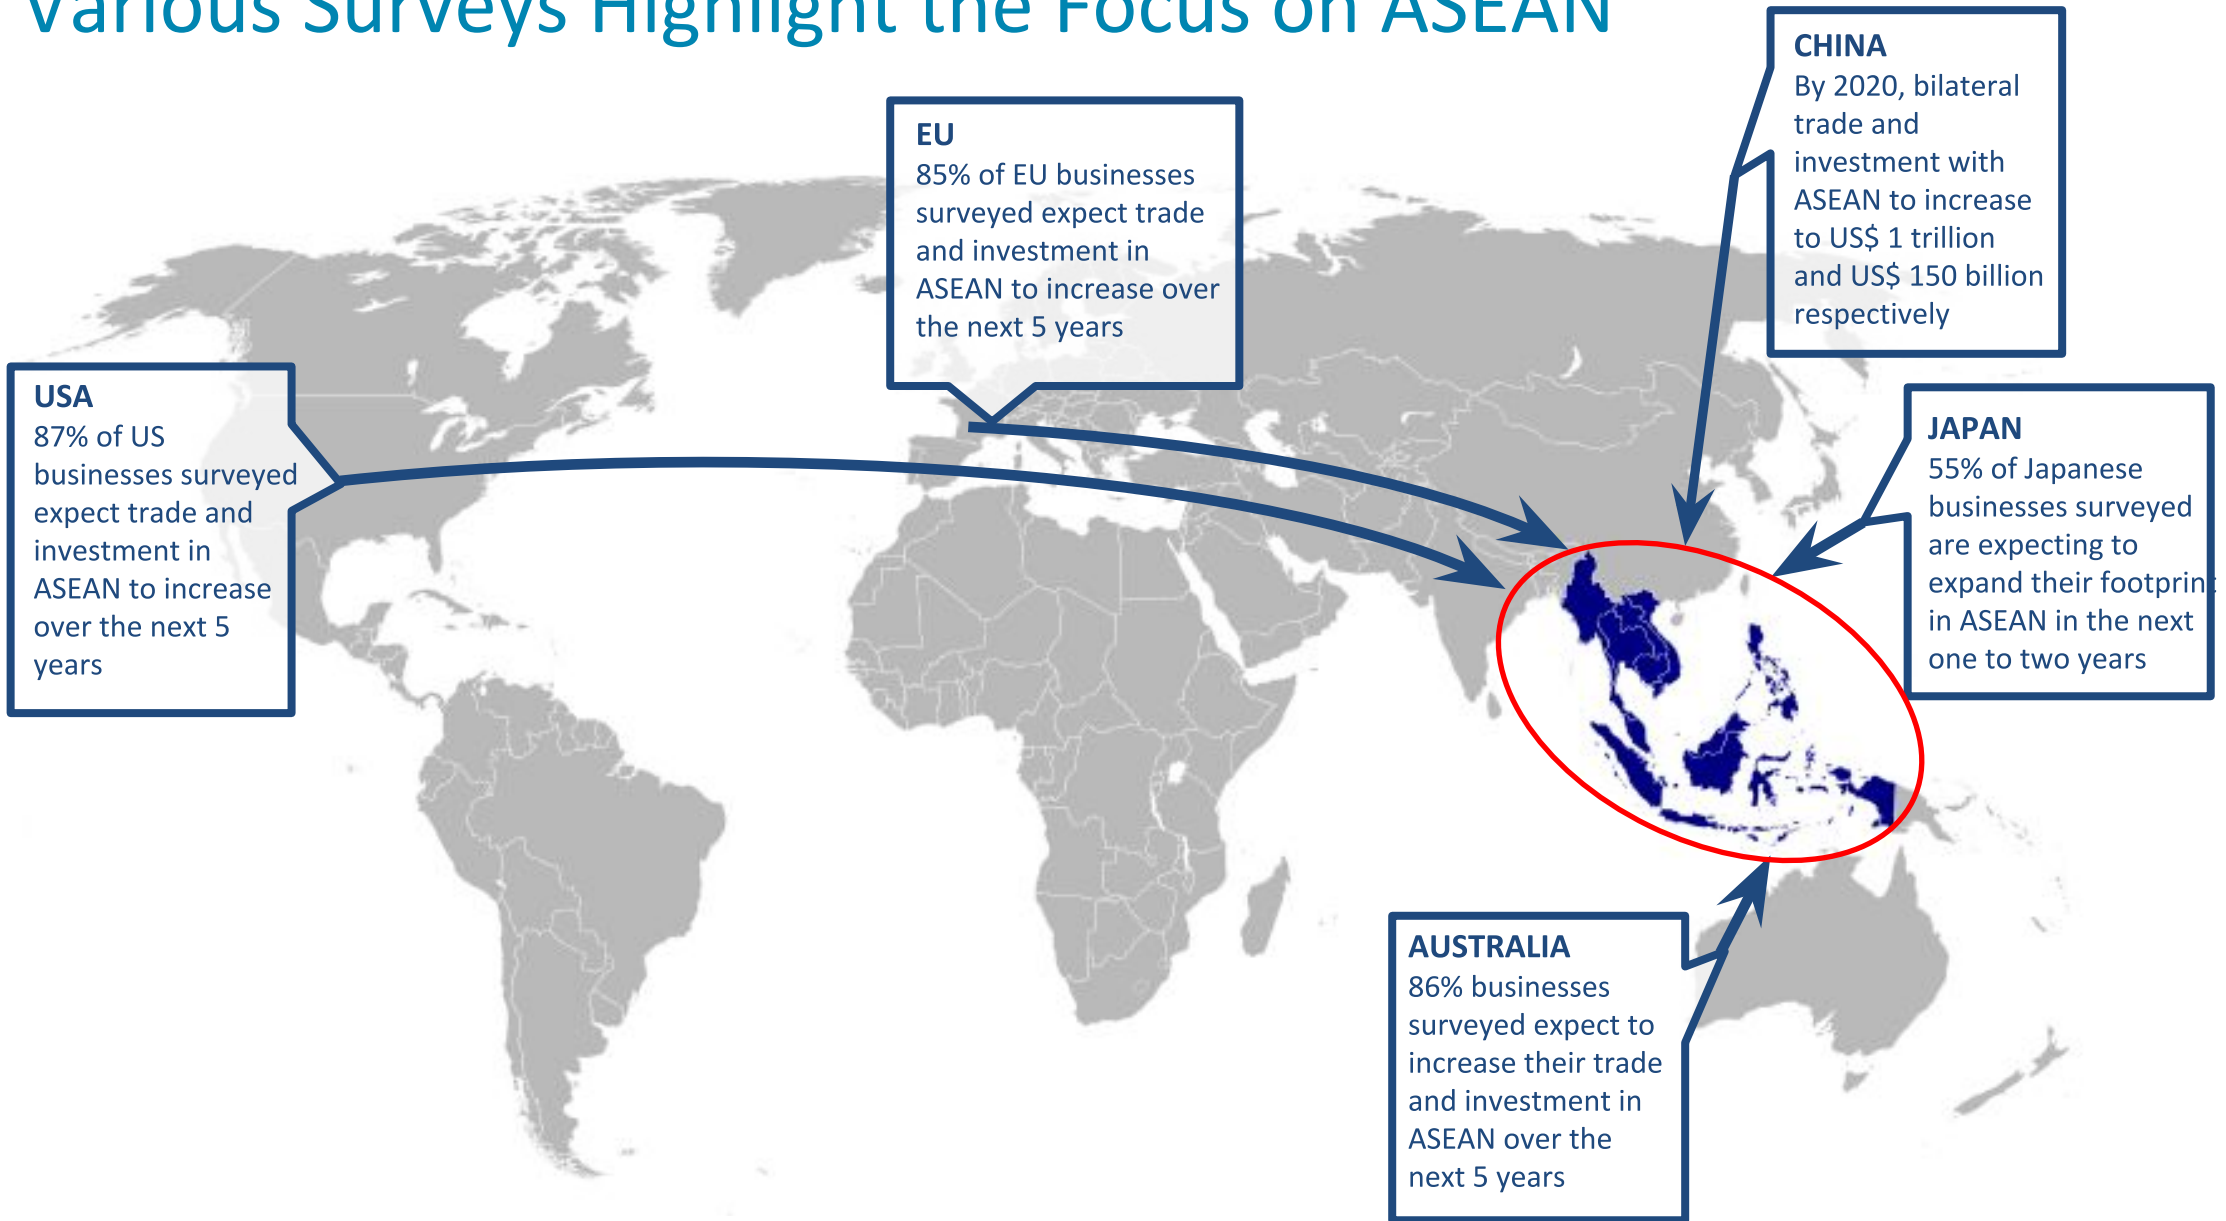 Various Surveys Highlight the Focus on ASEAN
CHINA
By 2020, bilateral
trade and
investment with
ASEAN to increase
to US$ 1 trillion
and US$ 150 billion
respectively
EU
85% of EU businesses
surveyed expect trade
and investment in
ASEAN to increase over
the next 5 years
USA
87% of US
businesses surveyed
expect trade and
investment in
ASEAN to increase
over the next 5
years
JAPAN
55% of Japanese
businesses surveyed
are expecting to
expand their footprint
in ASEAN in the next
one to two years
AUSTRALIA
86% businesses
surveyed expect to
increase their trade
and investment in
ASEAN over the
next 5 years